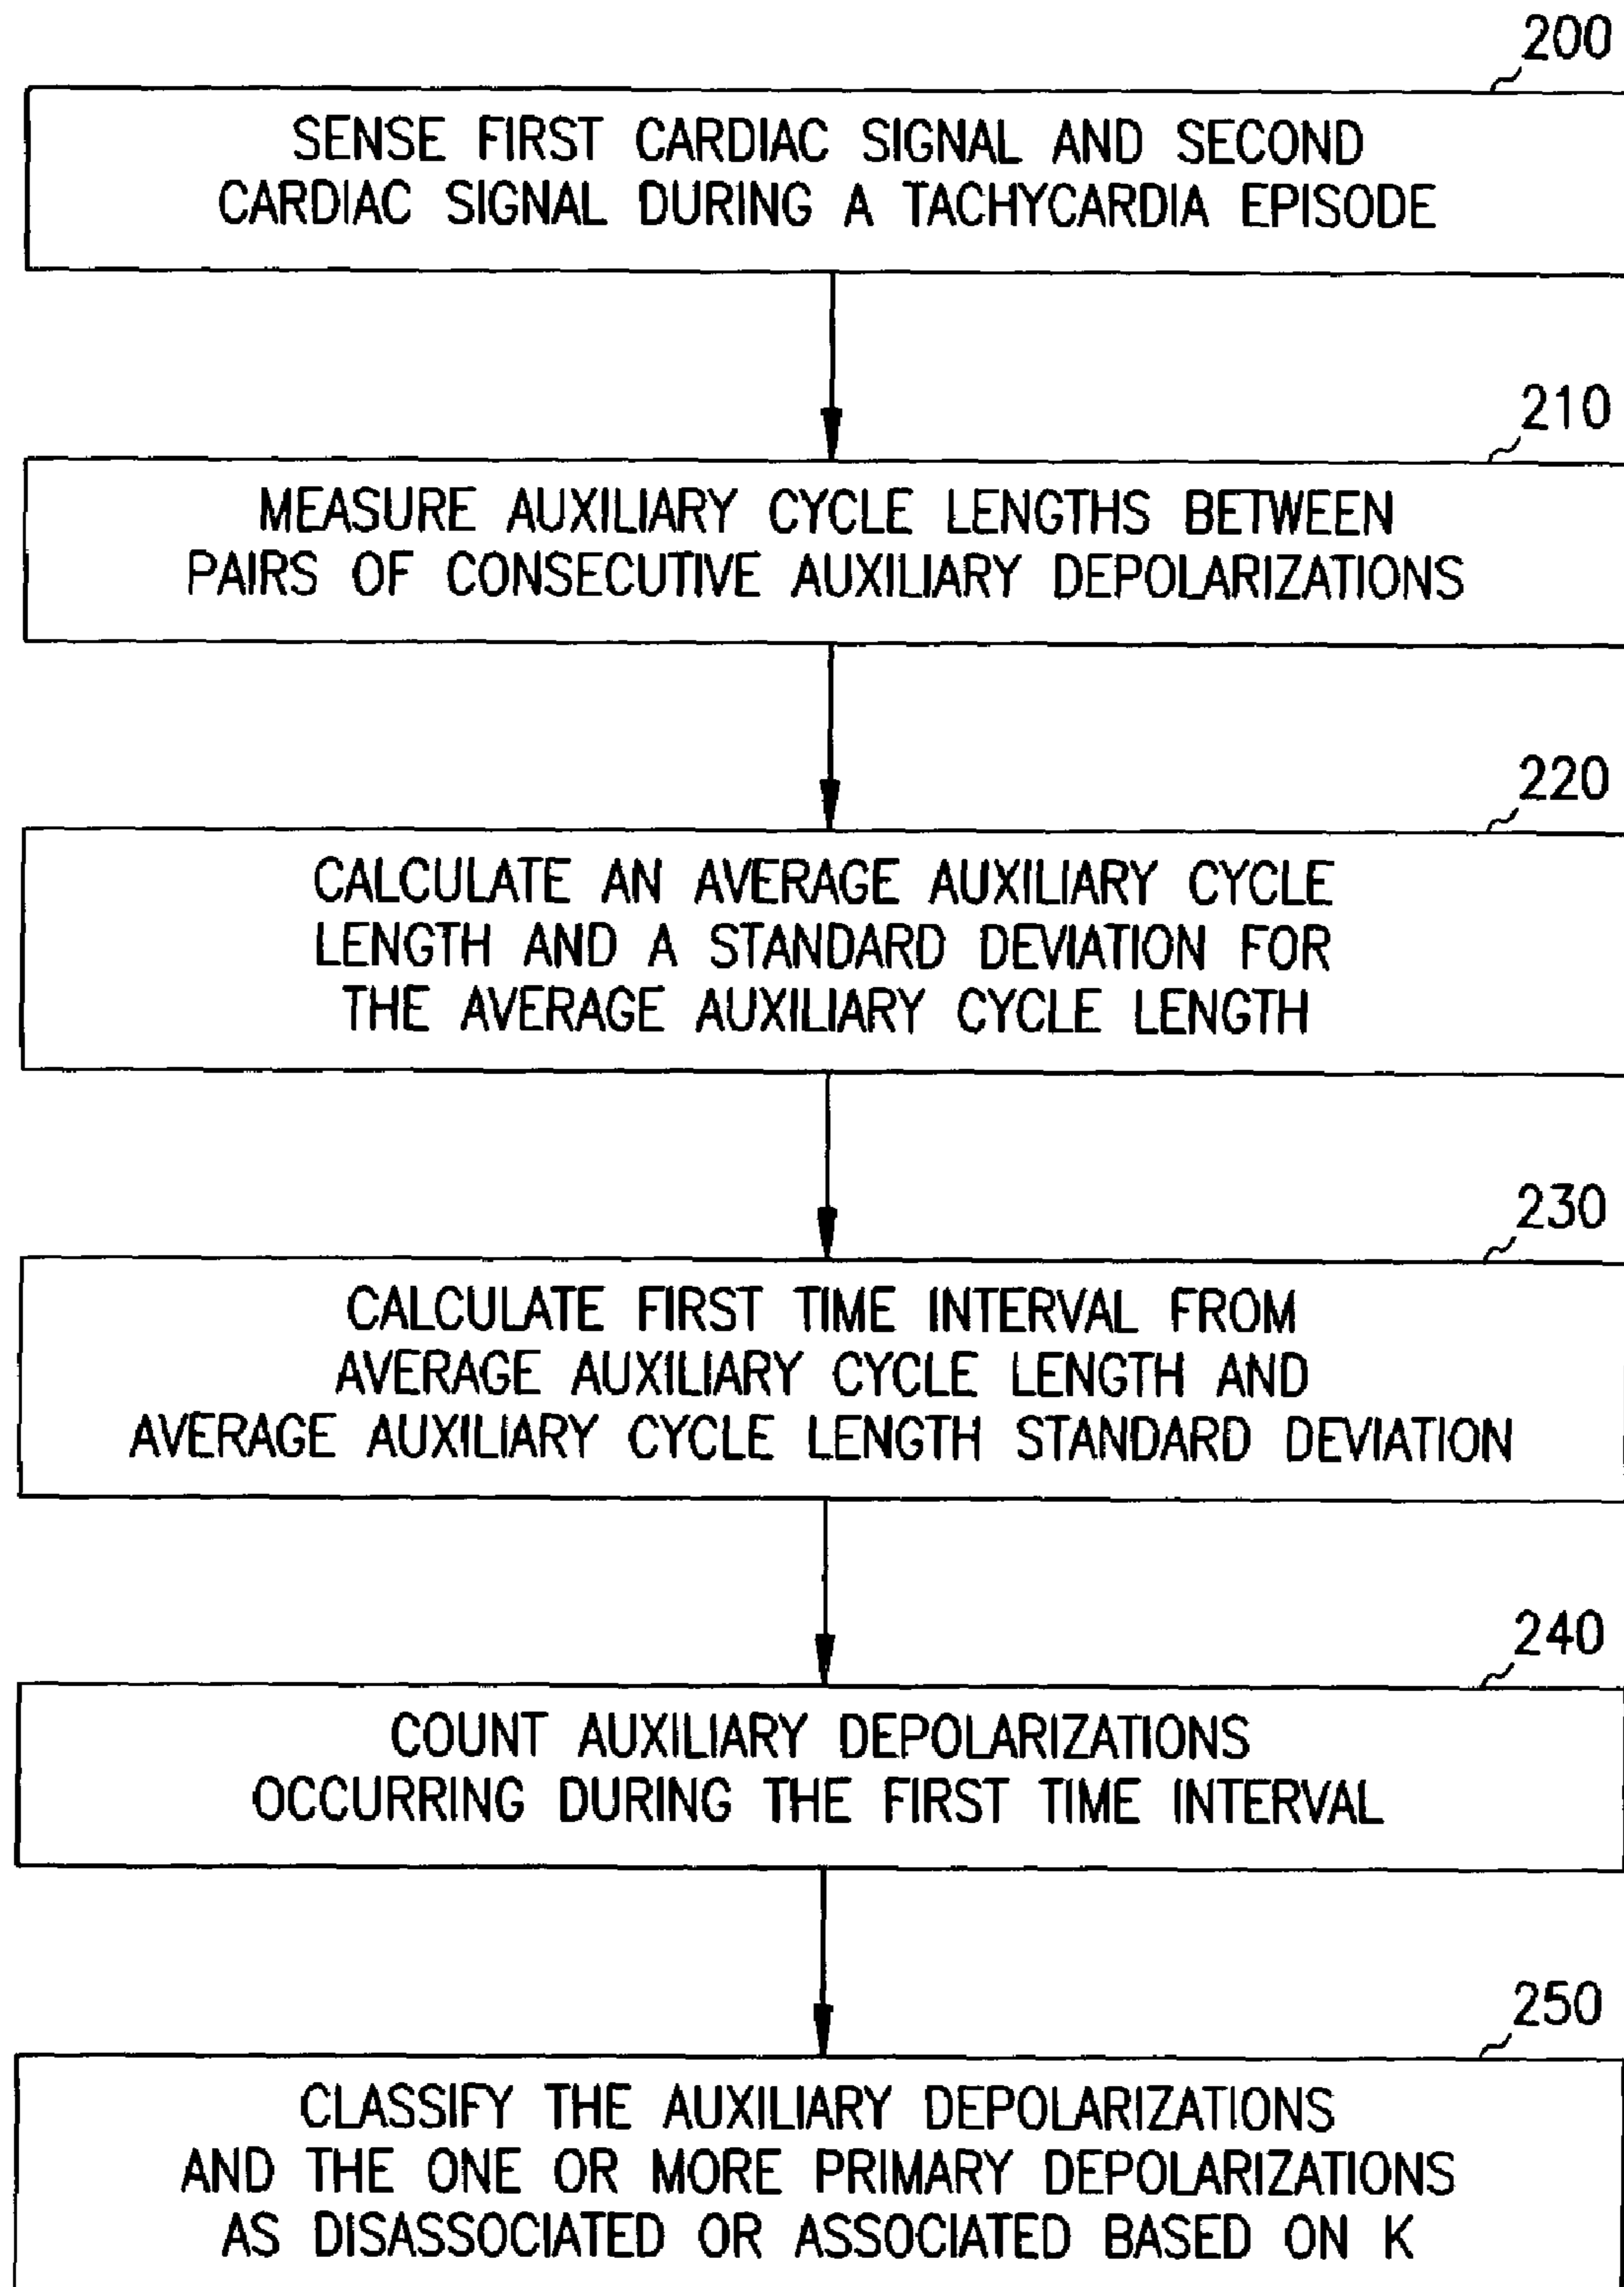 200
SENSE FIRST CARDIAC SIGNAL AND SECOND
CARDIAC SIGNAL DURING A TACHYCARDIA EPISODE
210
MEASURE AUXILIARY CYCLE LENGTHS BETWEEN
PAIRS OF CONSECUTIVE AUXILIARY DEPOLARIZATIONS
220
CALCULATE AN AVERAGE AUXILIARY CYCLE
LENGTH AND A STANDARD DEVIATION FOR
THE AVERAGE AUXILIARY CYCLE LENGTH
230
CALCULATE FIRST TIME INTERVAL FROM
AVERAGE AUXILIARY CYCLE LENGTH AND
AVERAGE AUXILIARY CYCLE LENGTH STANDARD DEVIATION
240
COUNT AUXILIARY DEPOLARIZATIONS
OCCURRING DURING THE FIRST TIME INTERVAL
250
CLASSIFY THE AUXILIARY DEPOLARIZATIONS
AND THE ONE OR MORE PRIMARY DEPOLARIZATIONS
AS DISASSOCIATED OR ASSOCIATED BASED ON K